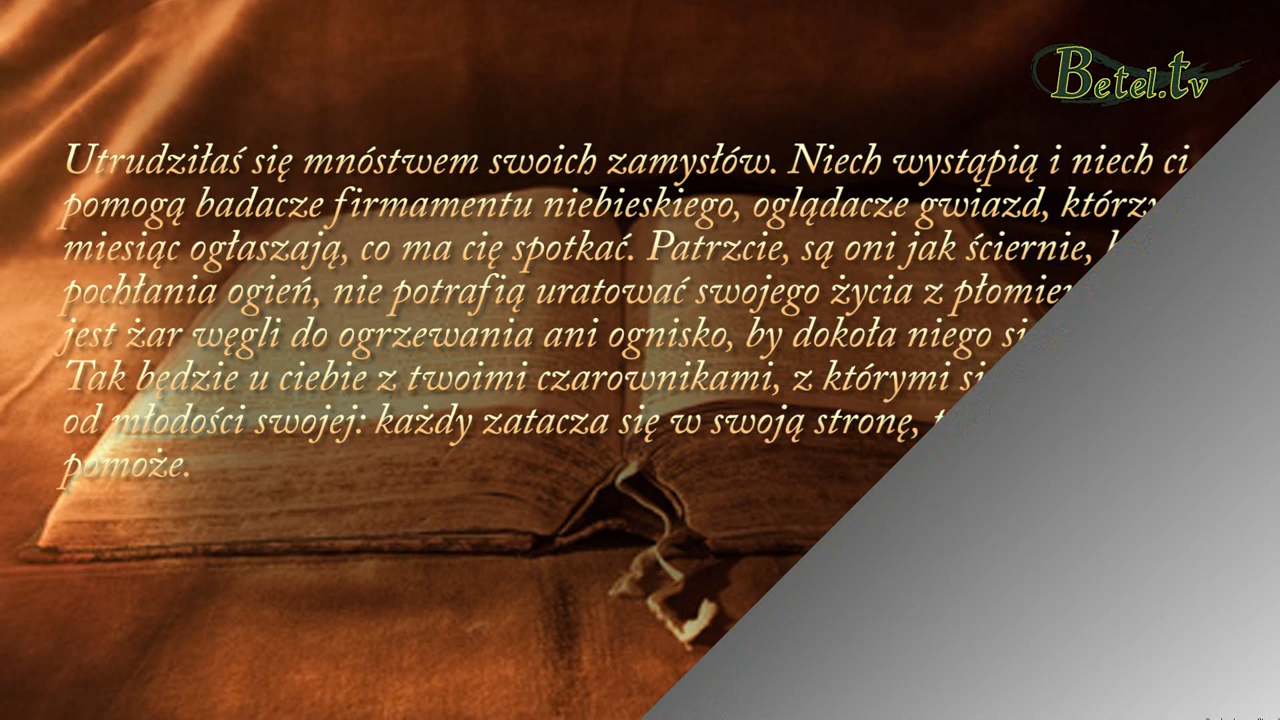 Betel.tv
Utrudziłaś się mnóstwem swoich zamysłów. Niech wystąpią i niech ci
pomogą badacze firmamentu niebieskiego, oglądacze gwiazd, którzy
miesiąc ogłaszają, co ma cię spotkać. Patrzcie, są oni jak ściernie,
pochłania ogień, nie potrafią uratować swojego życia z
jest żar węgli do ogrzewania ani ognisko, by dokoła niego
Tak będzie u ciebie z twoimi czarownikami, z którymi
od młodości swojej: każdy zatacza się w swoją stronę,
pomoże.